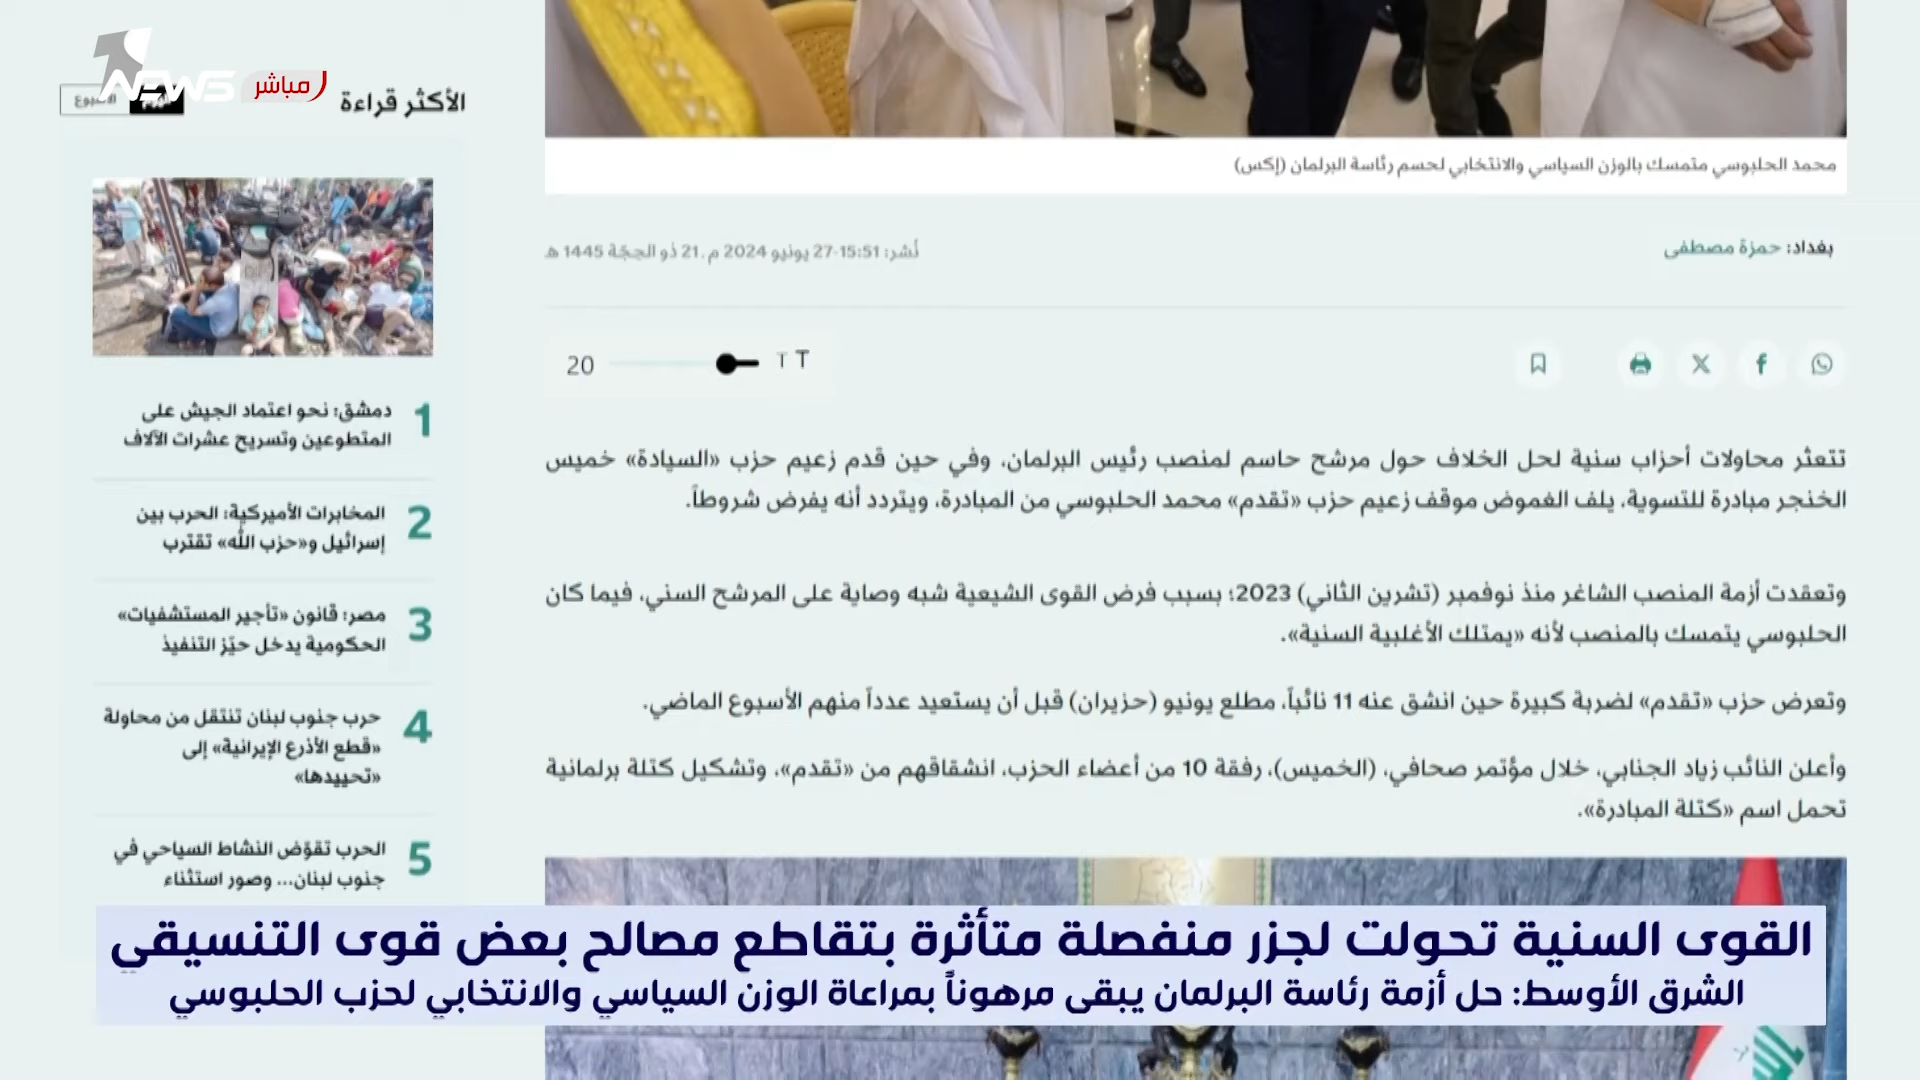 NEWS
مباشر
الأكثر قراءة
محمد الحلبوسي متمسك بالوزن السياسي والانتخابي لحسم رئاسة البرلمان (إكس)
بغداد: حمزة مصطفى
نُشر: 15:51-27 يونيو 2024 م ـ 21 ذو الحِجّة 1445 هـ
20
T T
تتعثر محاولات أحزاب سنية لحل الخلاف حول مرشح حاسم لمنصب رئيس البرلمان، وفي حين قدم زعيم حزب «السيادة» خميس
الخنجر مبادرة للتسوية، يلف الغموض موقف زعيم حزب «تقدم» محمد الحلبوسي من المبادرة، ويتردد أنه يفرض شروطاً.
وتعقدت أزمة المنصب الشاغر منذ نوفمبر (تشرين الثاني) 2023؛ بسبب فرض القوى الشيعية شبه وصاية على المرشح السني، فيما كان
الحلبوسي يتمسك بالمنصب لأنه «يمتلك الأغلبية السنية».
وتعرض حزب «تقدم» لضربة كبيرة حين انشق عنه 11 نائباً، مطلع يونيو (حزيران) قبل أن يستعيد عدداً منهم الأسبوع الماضي.
وأعلن النائب زياد الجنابي، خلال مؤتمر صحافي، (الخميس)، رفقة 10 من أعضاء الحزب، انشقاقهم من «تقدم»، وتشكيل كتلة برلمانية
تحمل اسم «كتلة المبادرة».
1
دمشق: نحو اعتماد الجيش على
المتطوعين وتسريح عشرات الآلاف
2
المخابرات الأميركية: الحرب بين
إسرائيل و«حزب الله» تقترب
3
مصر: قانون «تأجير المستشفيات»
الحكومية يدخل حيّز التنفيذ
4
حرب جنوب لبنان تنتقل من محاولة
«قطع الأذرع الإيرانية» إلى
«تحييدها»
5
الحرب تقوّض النشاط السياحي في
جنوب لبنان... وصور استثناء
القوى السنية تحولت لجزر منفصلة متأثرة بتقاطع مصالح بعض قوى التنسيقي
الشرق الأوسط: حل أزمة رئاسة البرلمان يبقى مرهوناً بمراعاة الوزن السياسي والانتخابي لحزب الحلبوسي